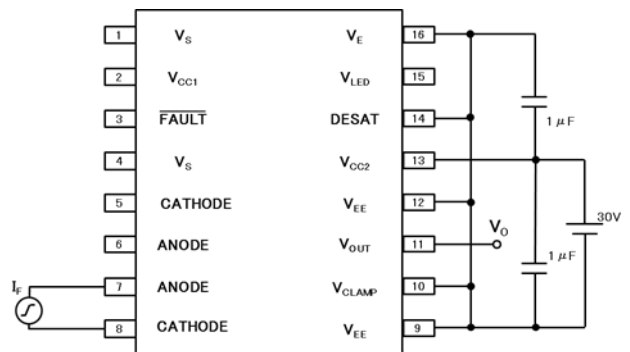 1 V_S V_E 16
2 V_CC1 V_LED 15
3 F̅A̅U̅L̅T̅ DESAT 14
1 μF
4 V_S V_CC2 13
5 CATHODE V_EE 12
30V
6 ANODE V_OUT 11 V_O
1 μF
I_F 7 ANODE V_CLAMP 10
8 CATHODE V_EE 9